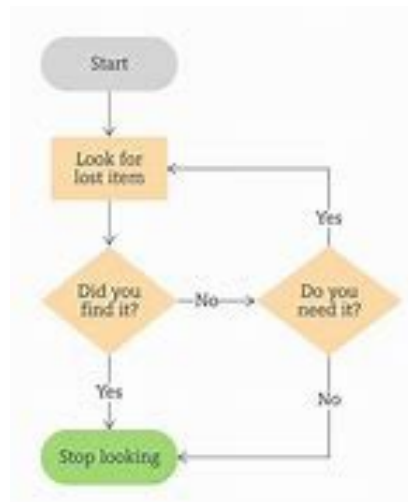 Start
Look for
lost item
Yes
Did you
find it?
No
Do you
need it?
Yes
No
Stop looking